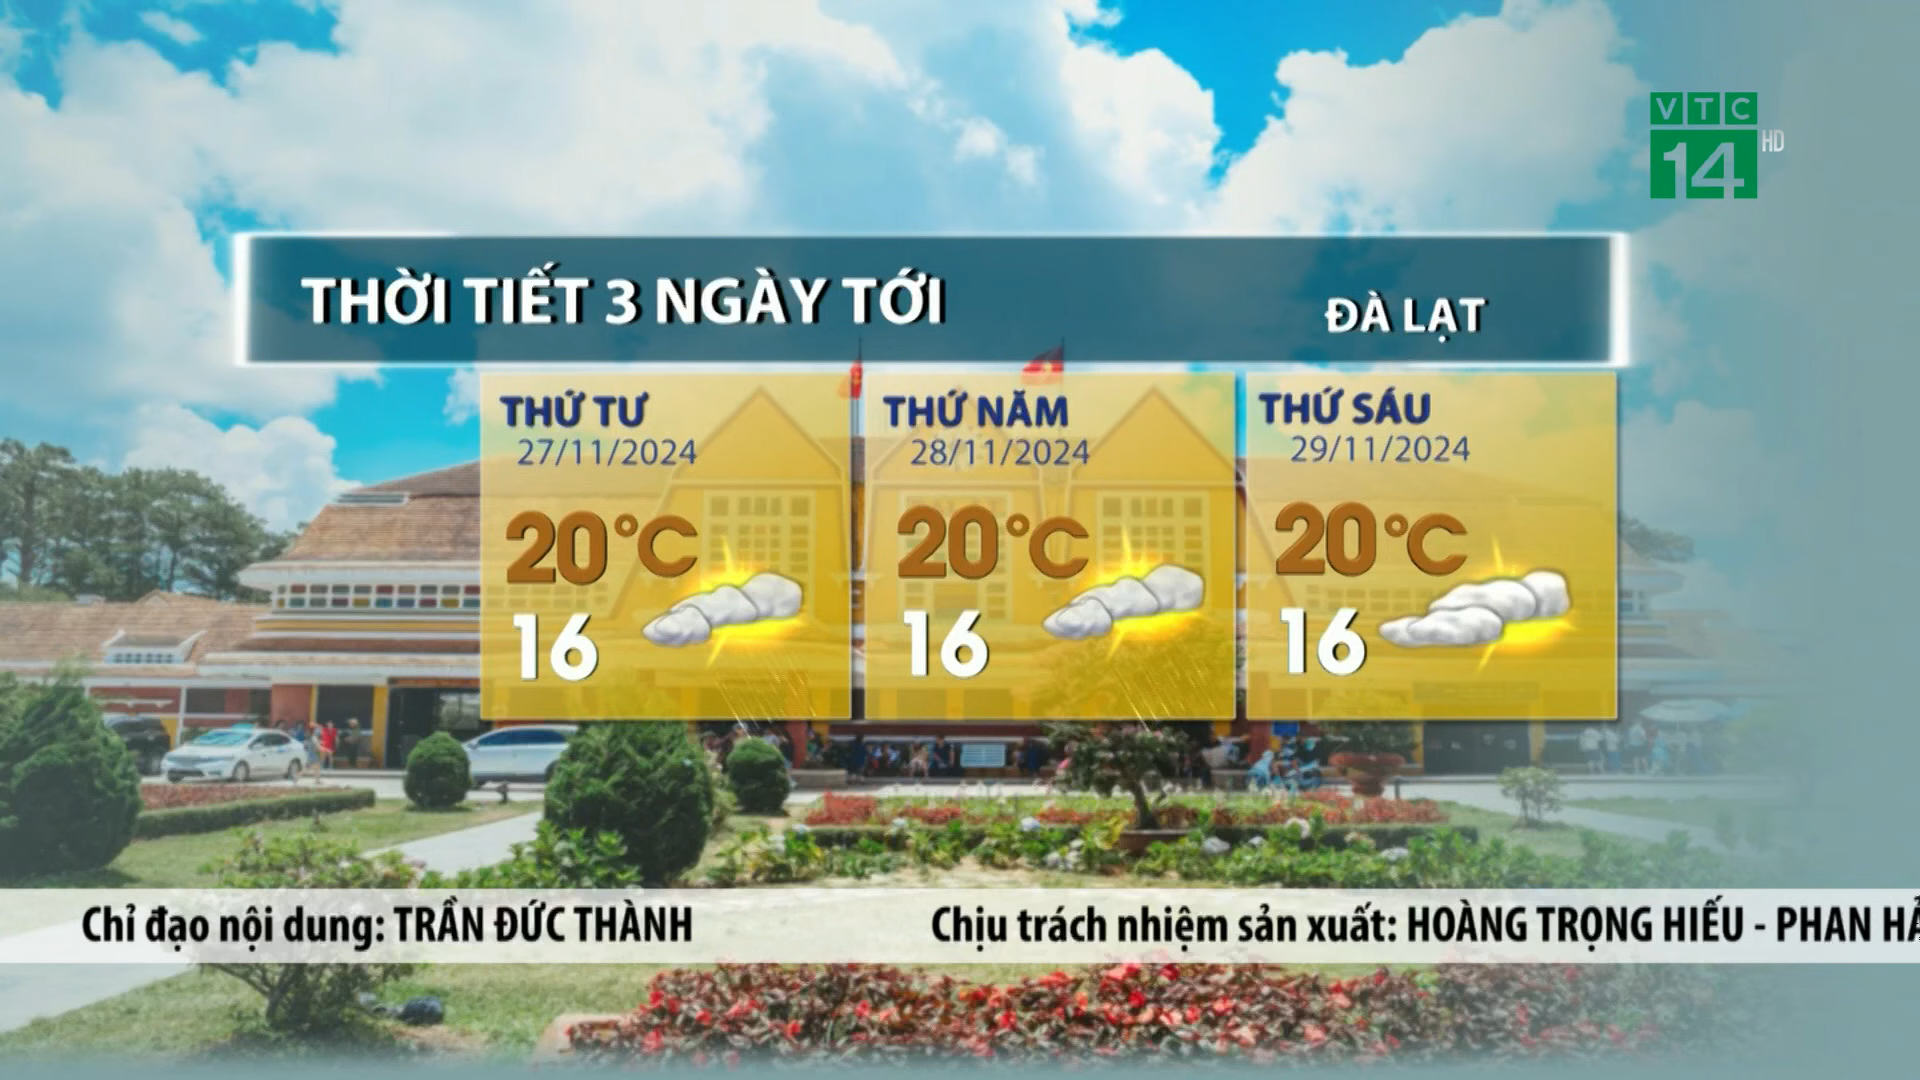 VTC
14 HD
THỜI TIẾT 3 NGÀY TỚI
ĐÀ LẠT
THỨ TƯ
27/11/2024
20°C
16
THỨ NĂM
28/11/2024
20°C
16
THỨ SÁU
29/11/2024
20°C
16
Chỉ đạo nội dung: TRẦN ĐỨC THÀNH
Chịu trách nhiệm sản xuất: HOÀNG TRỌNG HIẾU - PHAN